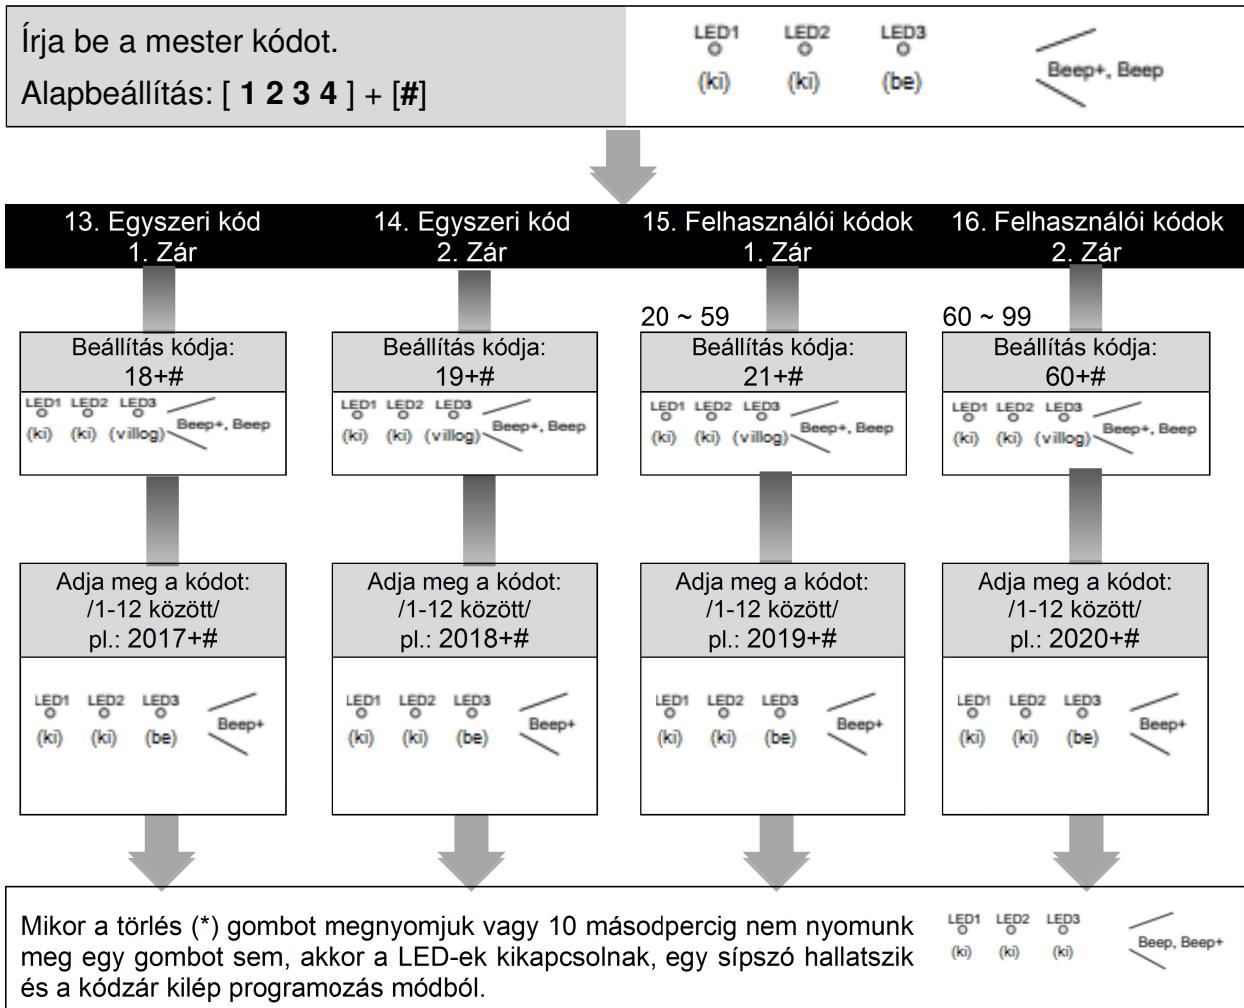 Írja be a mester kódot.
Alapbeállítás: [ 1 2 3 4 ] + [#]
LED1 LED2 LED3
(ki) (ki) (be)
Beep+, Beep
13. Egyszeri kód
1. Zár
14. Egyszeri kód
2. Zár
15. Felhasználói kódok
1. Zár
16. Felhasználói kódok
2. Zár
Beállítás kódja:
18+#
LED1 LED2 LED3
(ki) (ki) (villog)
Beep+, Beep
Beállítás kódja:
19+#
LED1 LED2 LED3
(ki) (ki) (villog)
Beep+, Beep
20 ~ 59
Beállítás kódja:
21+#
LED1 LED2 LED3
(ki) (ki) (villog)
Beep+, Beep
60 ~ 99
Beállítás kódja:
60+#
LED1 LED2 LED3
(ki) (ki) (villog)
Beep+, Beep
Adja meg a kódot:
/1-12 között/
pl.: 2017+#
LED1 LED2 LED3
(ki) (ki) (be)
Beep+
Adja meg a kódot:
/1-12 között/
pl.: 2018+#
LED1 LED2 LED3
(ki) (ki) (be)
Beep+
Adja meg a kódot:
/1-12 között/
pl.: 2019+#
LED1 LED2 LED3
(ki) (ki) (be)
Beep+
Adja meg a kódot:
/1-12 között/
pl.: 2020+#
LED1 LED2 LED3
(ki) (ki) (be)
Beep+
Mikor a törlés (*) gombot megnyomjuk vagy 10 másodpercig nem nyomunk
meg egy gombot sem, akkor a LED-ek kikapcsolnak, egy sípszó hallatszik
és a kódzár kilép programozás módból.
LED1 LED2 LED3
(ki) (ki) (ki)
Beep, Beep+